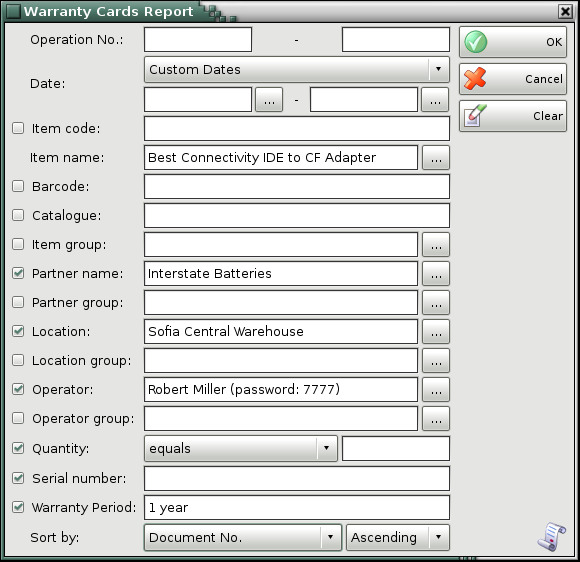 Warranty Cards Report
Operation No.: -
OK
Date: Custom Dates
... - ...
Cancel
Clear
Item code:
Item name: Best Connectivity IDE to CF Adapter ...
Barcode:
Catalogue:
Item group: ...
Partner name: Interstate Batteries ...
Partner group: ...
Location: Sofia Central Warehouse ...
Location group: ...
Operator: Robert Miller (password: 7777) ...
Operator group: ...
Quantity: equals
Serial number:
Warranty Period: 1 year
Sort by: Document No. Ascending